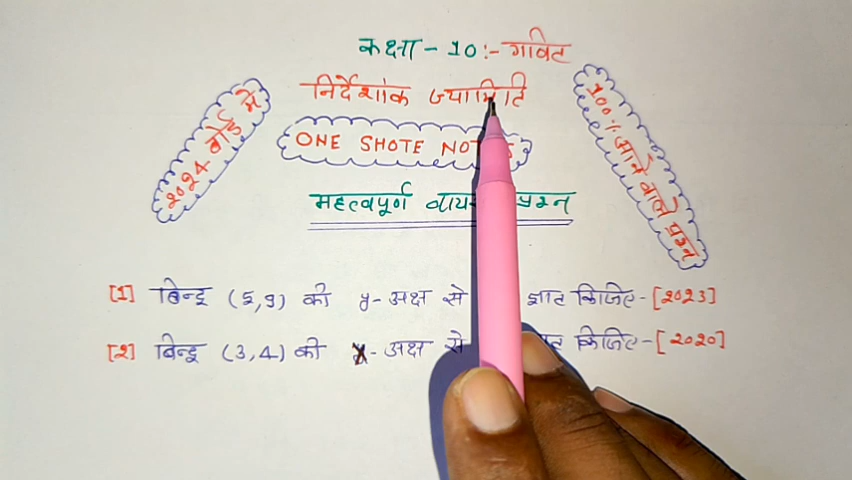 कक्षा - 10 :- गणित
निर्देशांक ज्यामिति
2024 बोर्ड में
100% आने वाले प्रश्न
ONE SHOTE NOTES
महत्वपूर्ण प्रश्न
[1] बिन्दू (5,9) की y- अक्ष से ज्ञात किजिए - [2023]
[2] बिन्दू (3,4) की x- अक्ष से किजिए - [2020]